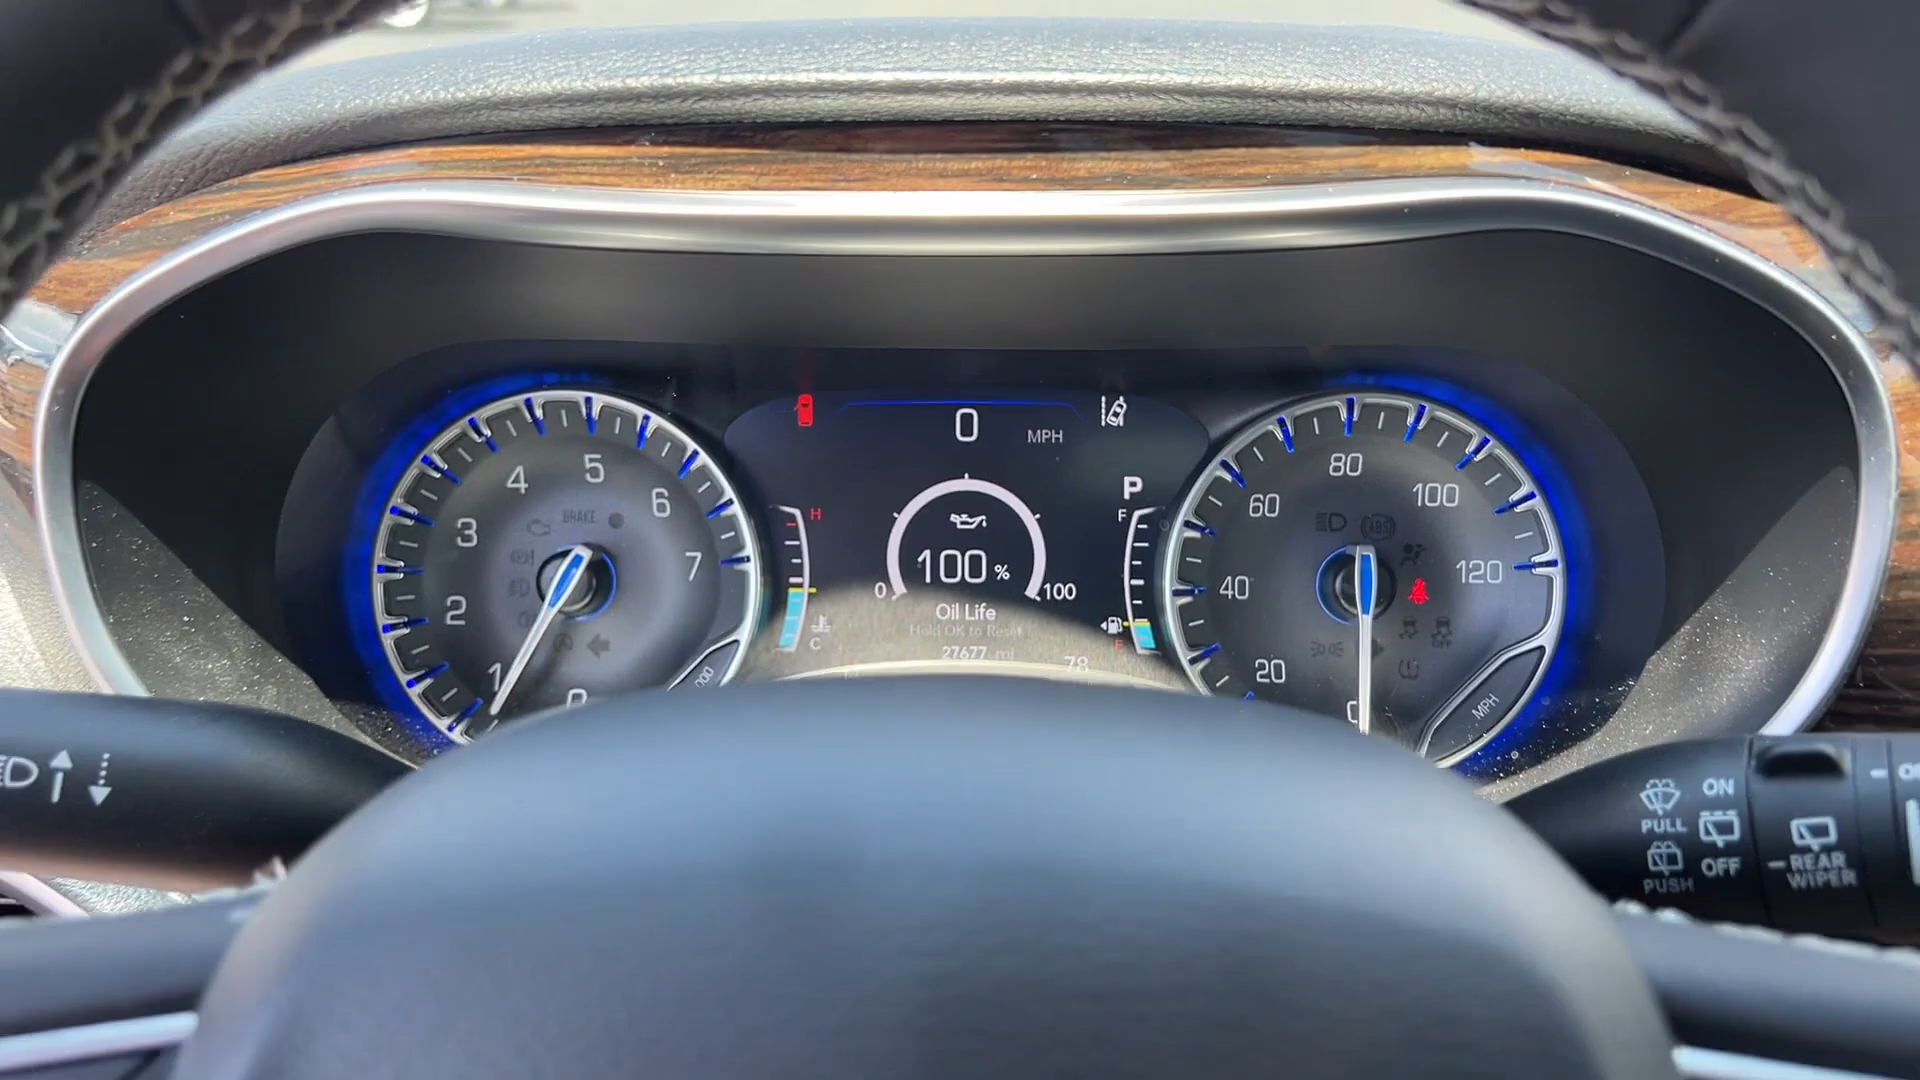 0 MPH
100 %
0 100
Oil Life
Hold OK to Reset
27677 mi
78
H
C
P
F
F
1
2
3
4
5
6
7
0
BRAKE
000
0
20
40
60
80
100
120
MPH
ABS
OFF
PULL
PUSH
ON
OFF
REAR
WIPER